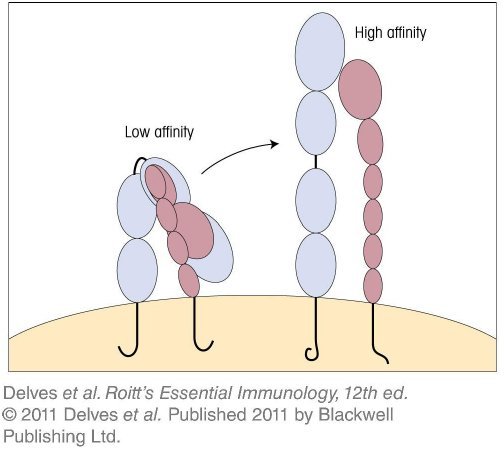 High affinity
Low affinity
Delves et al. Roitt's Essential Immunology, 12th ed.
© 2011 Delves et al. Published 2011 by Blackwell
Publishing Ltd.